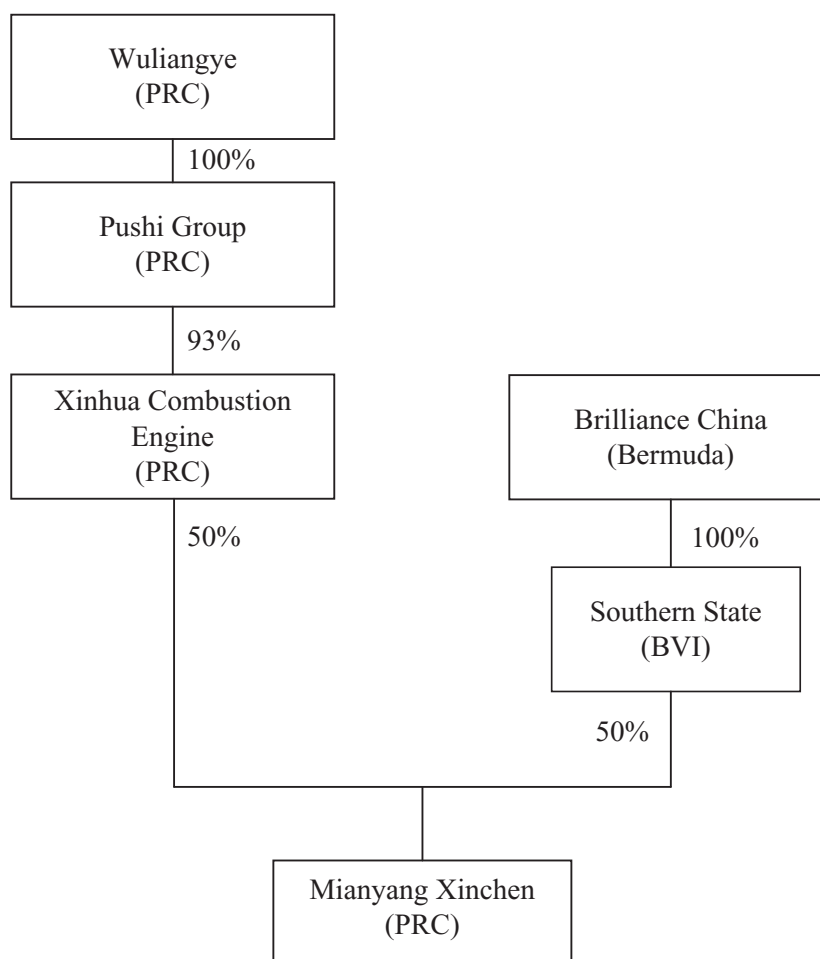 Wuliangye
(PRC)
100%
Pushi Group
(PRC)
93%
Xinhua Combustion
Engine
(PRC)
50%
Brilliance China
(Bermuda)
100%
Southern State
(BVI)
50%
Mianyang Xinchen
(PRC)